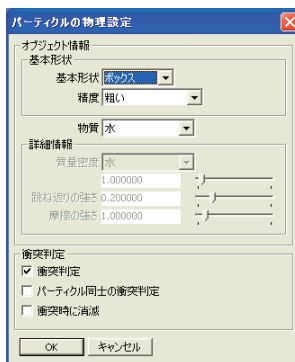 パーティクルの物理設定
オブジェクト情報
基本形状
基本形状 ボックス
精度 粗い
物質 水
詳細情報
質量密度 水
1.000000
跳ね返りの強さ 0.200000
摩擦の強さ 1.000000
衝突判定
衝突判定
パーティクル同士の衝突判定
衝突時に消滅
OK キャンセル